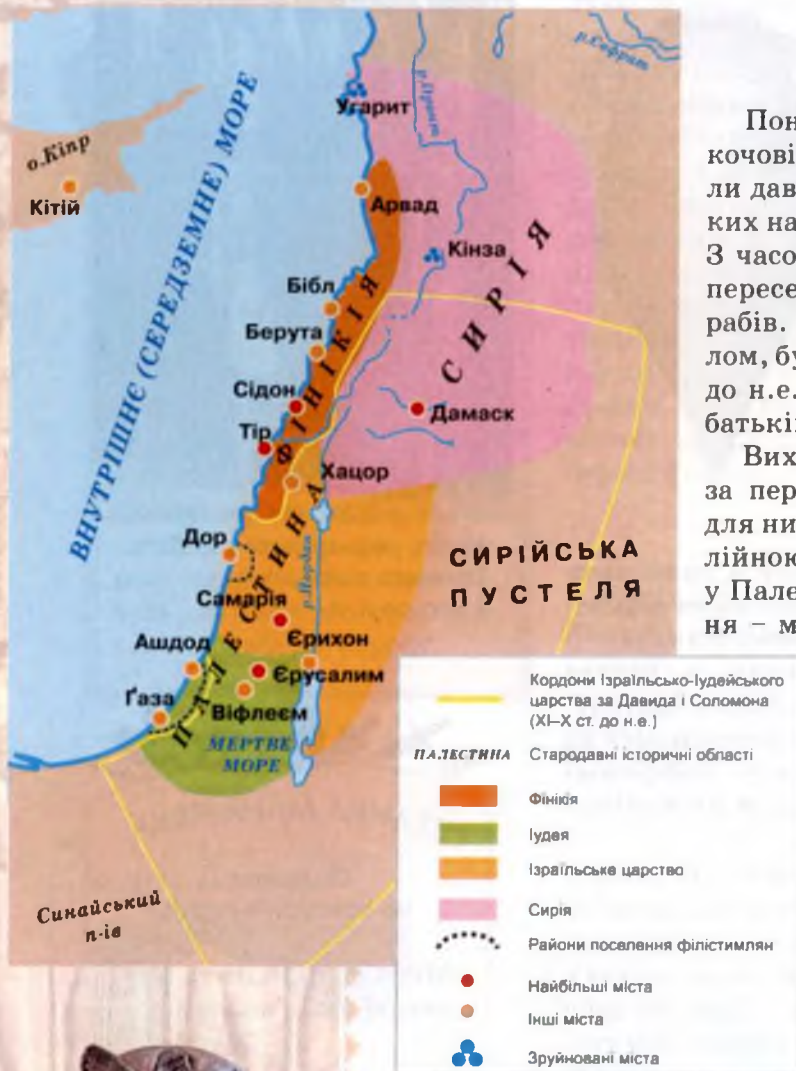 р.Євфрат
р.Оронт
Угарит
о.Кіпр
Кітій
ВНУТРІШНЄ (СЕРЕДЗЕМНЕ) МОРЕ
Арвад
Кінза
Бібл
Берута
ФІНІКІЯ
СИРІЯ
Сідон
Дамаск
Тір
Хацор
Дор
ПАЛЕСТИНА
р.Йордан
СИРІЙСЬКА
ПУСТЕЛЯ
Самарія
Єрихон
Ашдод
Єрусалим
Ґаза
Віфлеєм
МЕРТВЕ
МОРЕ
Синайський
п-ів
Кордони Ізраїльсько-Іудейського
царства за Давида і Соломона
(XI–X ст. до н.е.)
ПАЛЕСТИНА Стародавні історичні області
Фінікія
Іудея
Ізраїльське царство
Сирія
Райони поселення філістимлян
Найбільші міста
Інші міста
Зруйновані міста
Пон
кочові
ли дав
ких на
З часо
пересе
рабів.
лом, бу
до н.е.
батькі
Вих
за пер
для ни
лійною
у Пале
ня – м